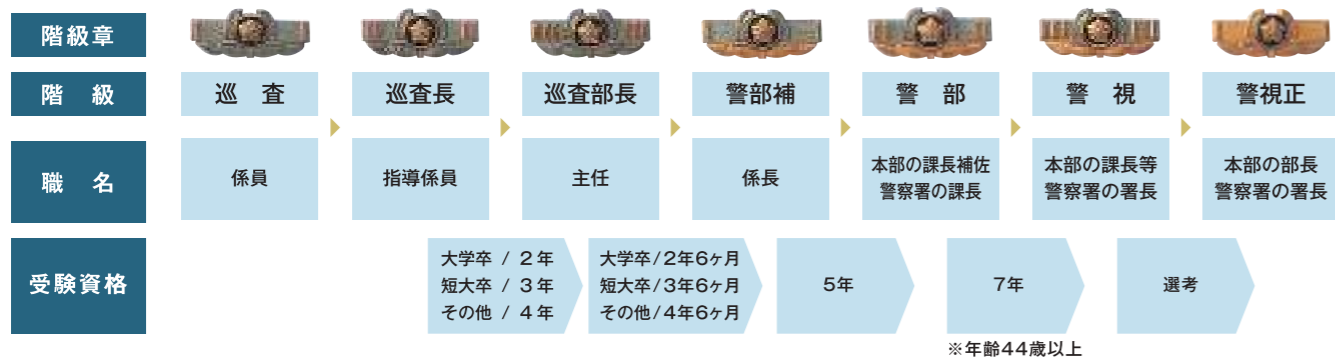 階級章
階 級 巡 査 巡査長 巡査部長 警部補 警 部 警 視 警視正
職 名 係員 指導係員 主任 係長 本部の課長補佐 警察署の課長 本部の課長等 警察署の署長 本部の部長 警察署の署長
受験資格
大学卒 / 2年
短大卒 / 3年
その他 / 4年
大学卒/2年6ヶ月
短大卒/3年6ヶ月
その他/4年6ヶ月
5年
7年
選考
※年齢44歳以上